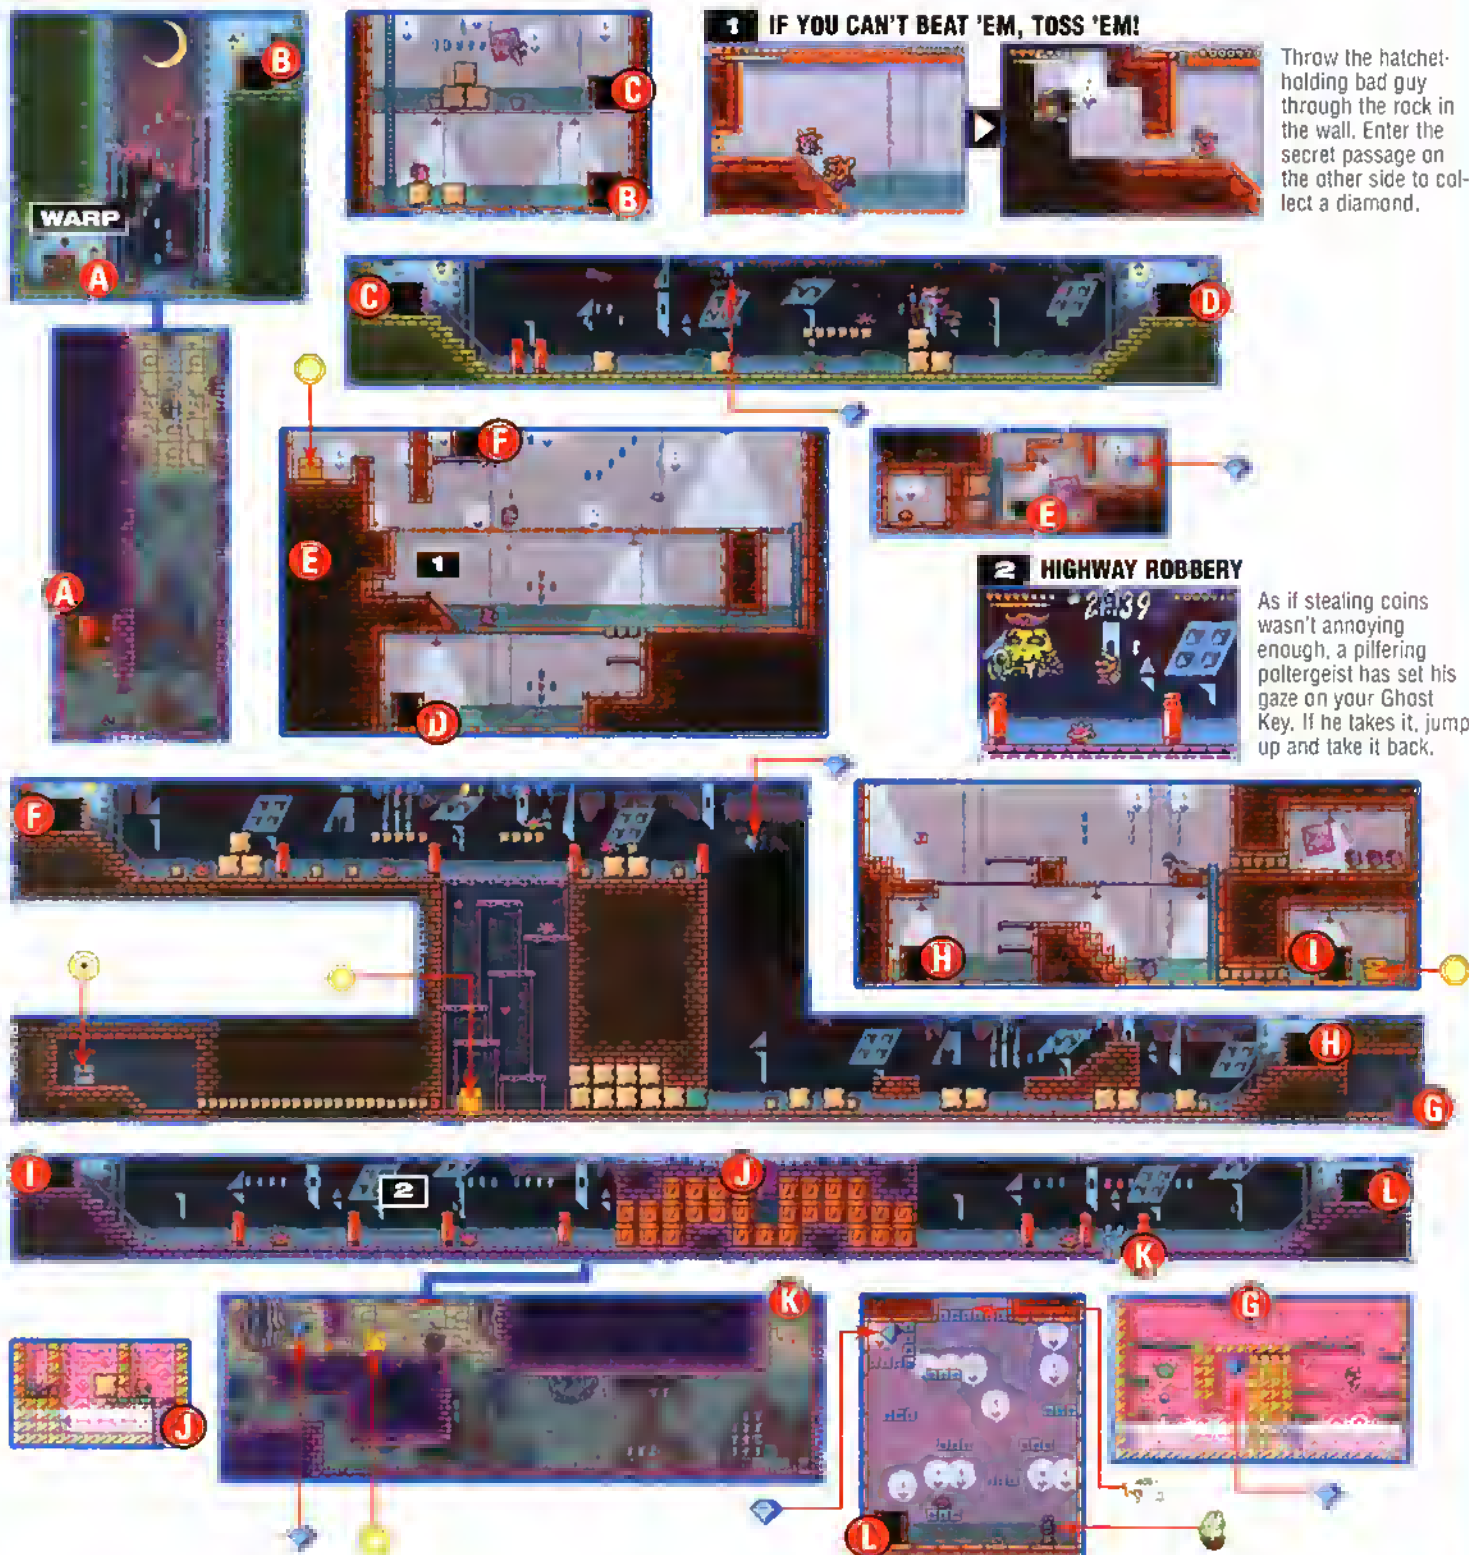 1 IF YOU CAN'T BEAT 'EM, TOSS 'EM!
Throw the hatchet-
holding bad guy
through the rock in
the wall. Enter the
secret passage on
the other side to col-
lect a diamond.
B
C
B
WARP
A
C
D
F
E
E
1
A
D
2 HIGHWAY ROBBERY
As if stealing coins
wasn't annoying
enough, a pilfering
poltergeist has set his
gaze on your Ghost
Key. If he takes it, jump
up and take it back.
F
H
I
H
G
I
2
J
L
K
K
G
J
L